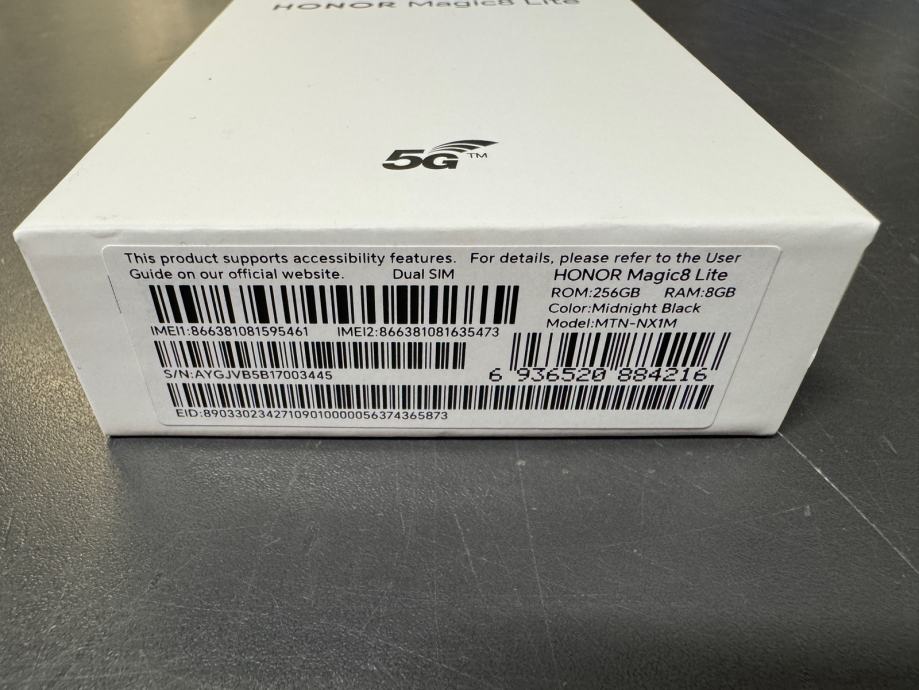 HONOR Magic8 Lite
5G TM
This product supports accessibility features. For details, please refer to the User
Guide on our official website. Dual SIM
HONOR Magic8 Lite
ROM:256GB RAM:8GB
Color:Midnight Black
Model:MTN-NX1M
IMEI1:866381081595461 IMEI2:866381081635473
S/N:AYGJVB5B17003445
6 936520 884216
EID:89033023427109010000056374365873